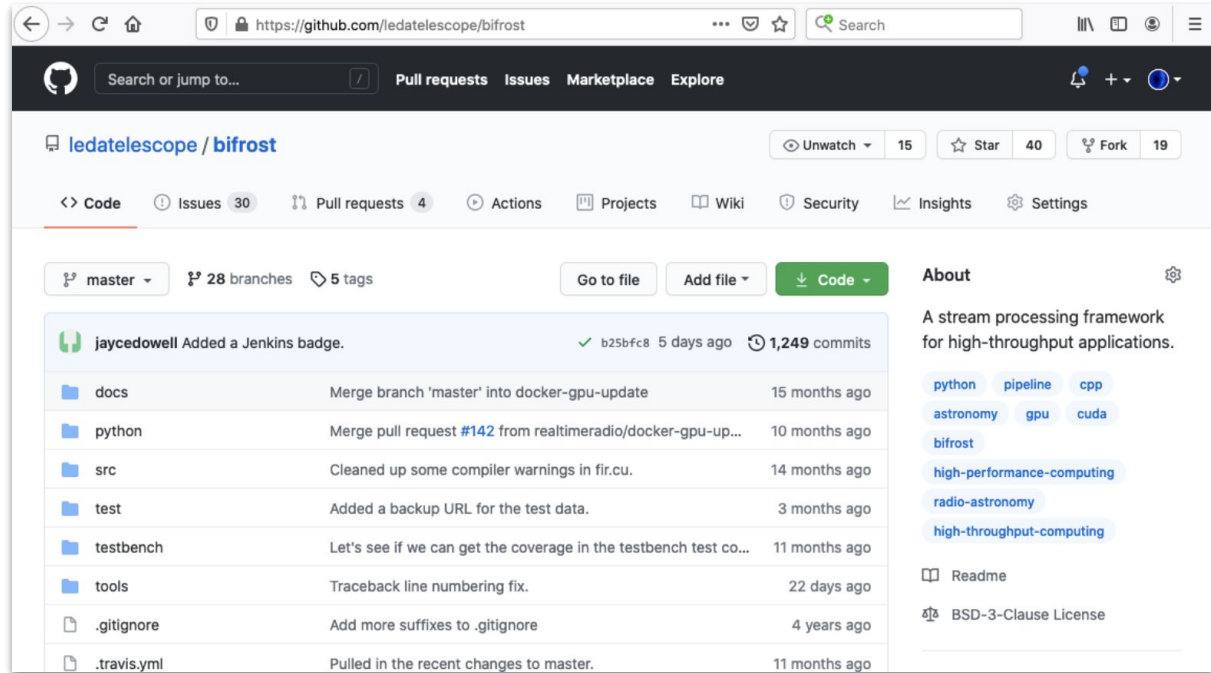 https://github.com/ledatelescope/bifrost
Search
Search or jump to... /
Pull requests Issues Marketplace Explore
ledatelescope / bifrost
Unwatch 15 Star 40 Fork 19
Code Issues 30 Pull requests 4 Actions Projects Wiki Security Insights Settings
master 28 branches 5 tags Go to file Add file Code
jaycedowell Added a Jenkins badge. b25bfc8 5 days ago 1,249 commits
docs Merge branch 'master' into docker-gpu-update 15 months ago
python Merge pull request #142 from realtimeradio/docker-gpu-up... 10 months ago
src Cleaned up some compiler warnings in fir.cu. 14 months ago
test Added a backup URL for the test data. 3 months ago
testbench Let's see if we can get the coverage in the testbench test co... 11 months ago
tools Traceback line numbering fix. 22 days ago
.gitignore Add more suffixes to .gitignore 4 years ago
.travis.yml Pulled in the recent changes to master. 11 months ago
About
A stream processing framework
for high-throughput applications.
python pipeline cpp
astronomy gpu cuda
bifrost
high-performance-computing
radio-astronomy
high-throughput-computing
Readme
BSD-3-Clause License